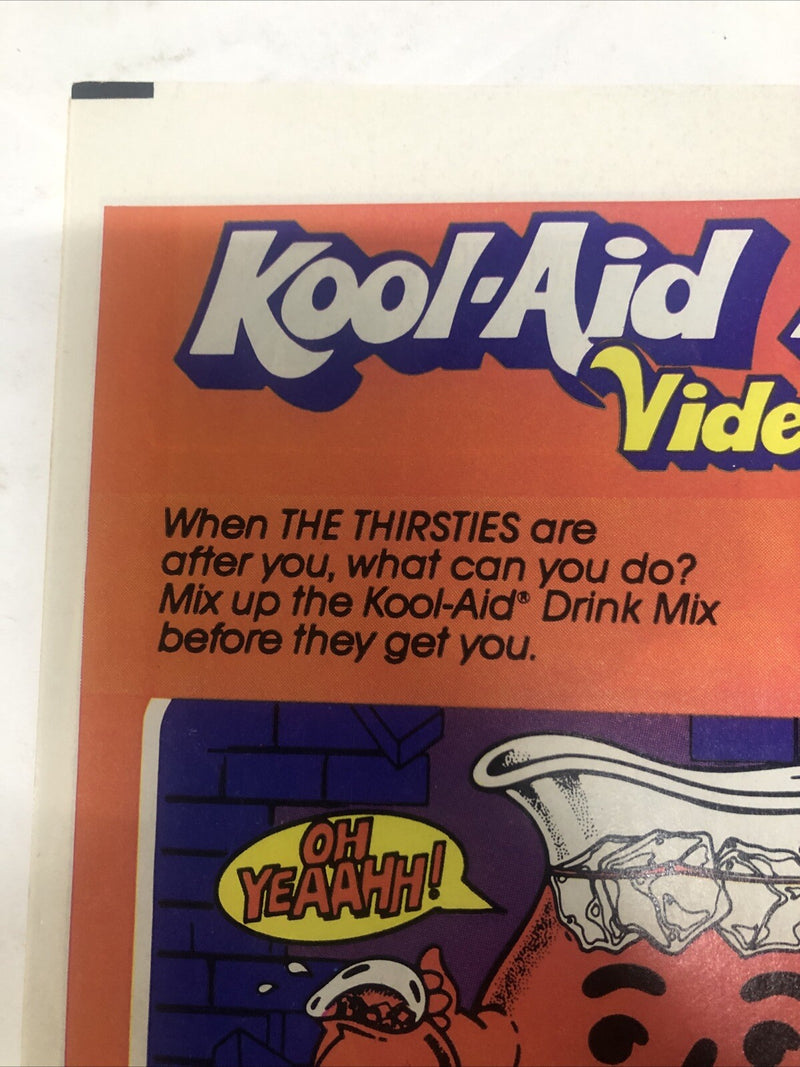 Kool-Aid
Vide
When THE THIRSTIES are
after you, what can you do?
Mix up the Kool-Aid® Drink Mix
before they get you.
OH
YEAAHH!